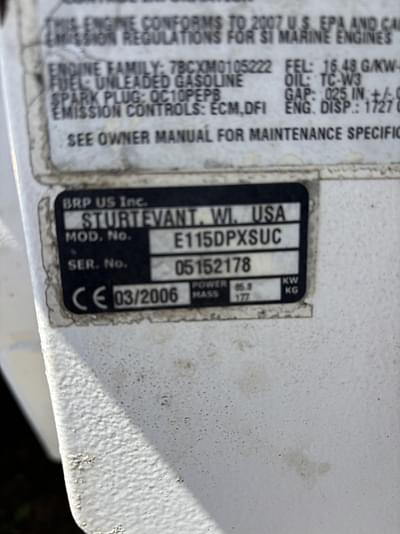 THIS ENGINE CONFORMS TO 2007 U.S. EPA AND CA
EMISSION REGULATIONS FOR SI MARINE ENGINES
ENGINE FAMILY: 7BCXM0105222 FEL: 16.48 G/KW-
FUEL: UNLEADED GASOLINE OIL: TC-W3
SPARK PLUG: QC10PEPB GAP: .025 IN. +/-
EMISSION CONTROLS: ECM,DFI ENG. DISP.: 1727
SEE OWNER MANUAL FOR MAINTENANCE SPECIFIC
BRP US Inc.
STURTEVANT, WI, USA
MOD. No. E115DPXSUC
SER. No. 05152178
CE 03/2006 POWER 85.8 KW
MASS 177 KG